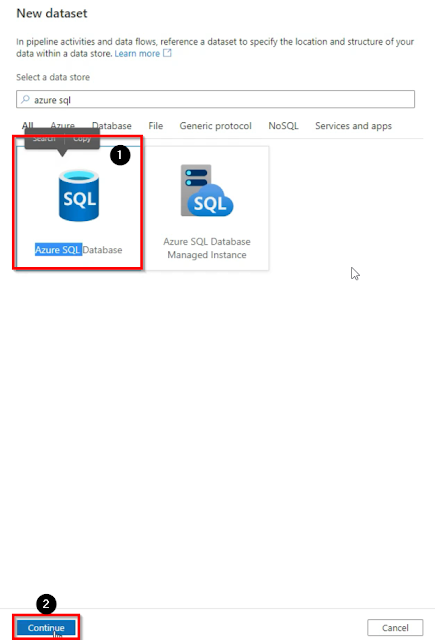 New dataset
In pipeline activities and data flows, reference a dataset to specify the location and structure of your
data within a data store. Learn more
Select a data store
azure sql
All Azure Database File Generic protocol NoSQL Services and apps
Search Copy
1
SQL SQL
Azure SQL Database
Azure SQL Database
Managed Instance
2
Continue Cancel